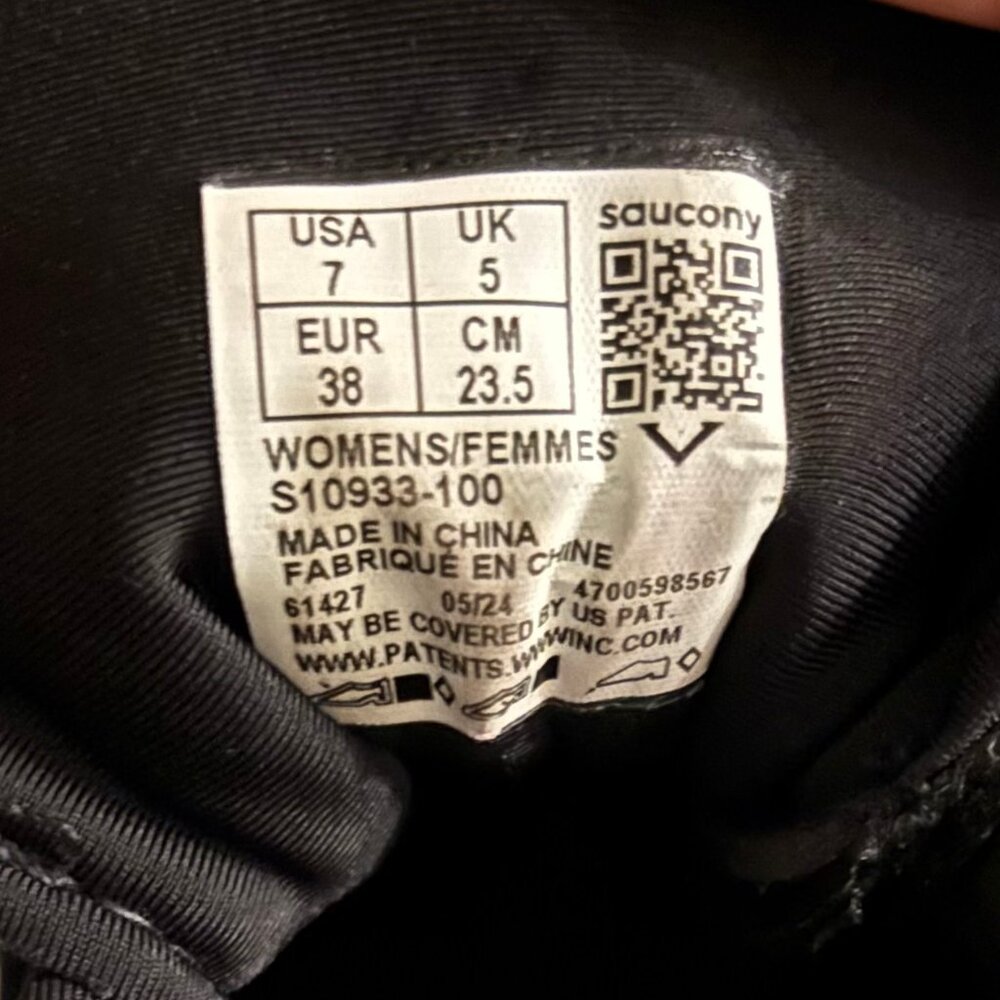 USA UK
7 5
EUR CM
38 23.5
saucony
WOMENS/FEMMES
S10933-100
MADE IN CHINA
FABRIQUÉ EN CHINE
61427 05/24 4700598567
MAY BE COVERED BY US PAT.
WWW.PATENTS.WWWINC.COM